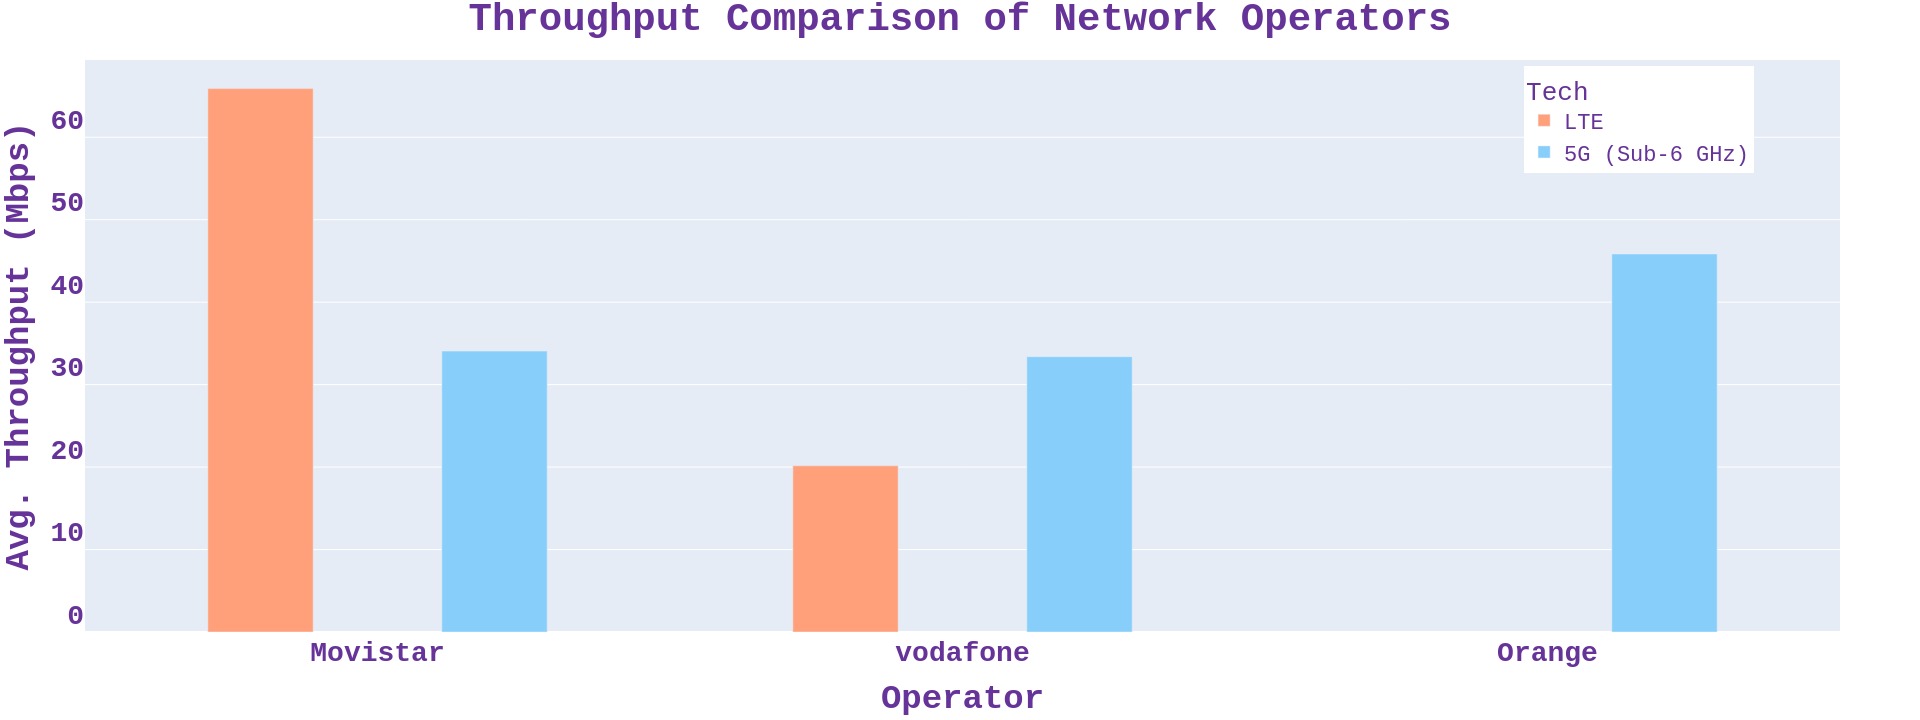 Throughput Comparison of Network Operators
Avg. Throughput (Mbps)
60
50
40
30
20
10
0
Tech
LTE
5G (Sub-6 GHz)
Movistar
vodafone
Orange
Operator